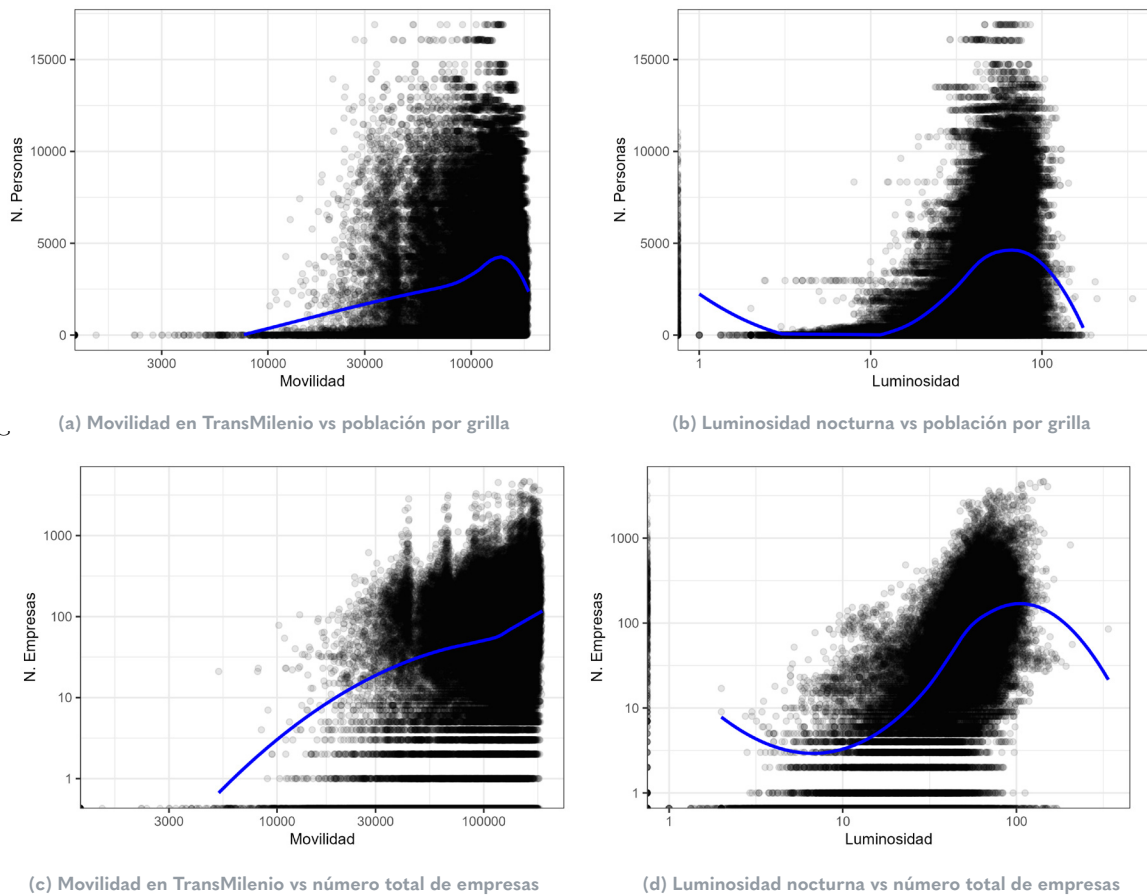 15000
10000
5000
0
N. Personas
3000
10000
30000
100000
Movilidad
(a) Movilidad en TransMilenio vs población por grilla
15000
10000
5000
0
N. Personas
1
10
100
Luminosidad
(b) Luminosidad nocturna vs población por grilla
1000
100
10
1
N. Empresas
3000
10000
30000
100000
Movilidad
(c) Movilidad en TransMilenio vs número total de empresas
1000
100
10
1
N. Empresas
1
10
100
Luminosidad
(d) Luminosidad nocturna vs número total de empresas